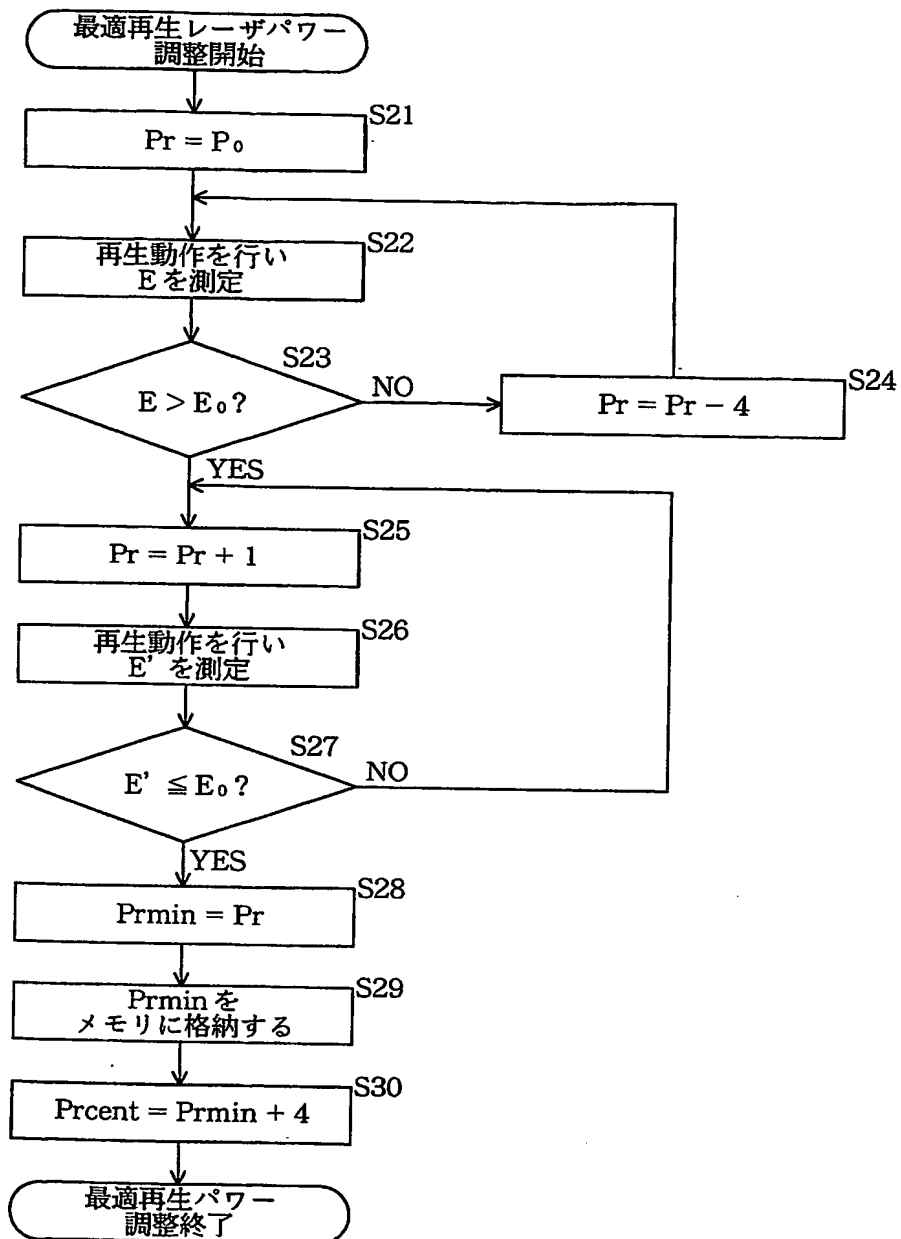 最適再生レーザパワー
調整開始
S21
Pr = P₀
S22
再生動作を行い
Eを測定
S23
E > E₀?
NO
S24
Pr = Pr − 4
YES
S25
Pr = Pr + 1
S26
再生動作を行い
E' を測定
S27
E' ≦ E₀?
NO
YES
S28
Prmin = Pr
S29
Prminを
メモリに格納する
S30
Prcent = Prmin + 4
最適再生パワー
調整終了